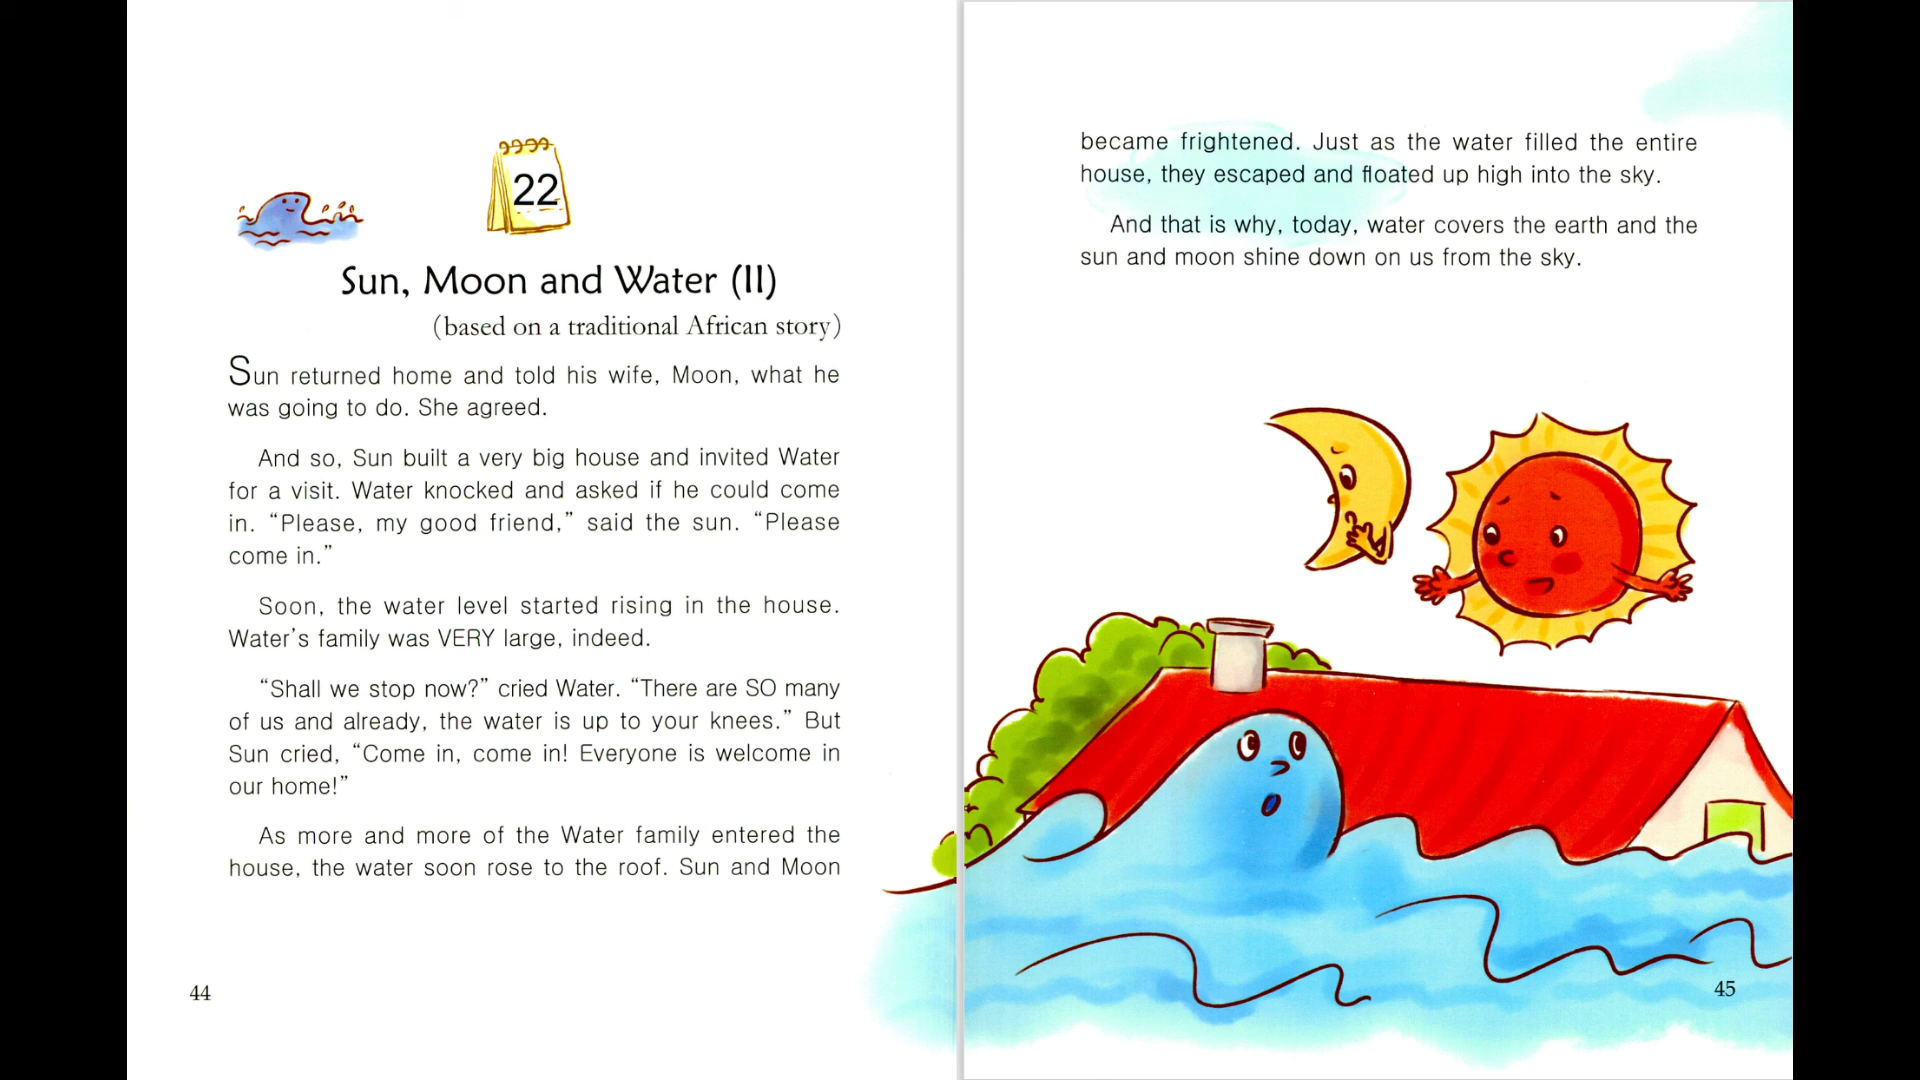 22
Sun, Moon and Water (II)
(based on a traditional African story)
Sun returned home and told his wife, Moon, what he
was going to do. She agreed.
And so, Sun built a very big house and invited Water
for a visit. Water knocked and asked if he could come
in. “Please, my good friend,” said the sun. “Please
come in.”
Soon, the water level started rising in the house.
Water’s family was VERY large, indeed.
“Shall we stop now?” cried Water. “There are SO many
of us and already, the water is up to your knees.” But
Sun cried, “Come in, come in! Everyone is welcome in
our home!”
As more and more of the Water family entered the
house, the water soon rose to the roof. Sun and Moon
44
became frightened. Just as the water filled the entire
house, they escaped and floated up high into the sky.
And that is why, today, water covers the earth and the
sun and moon shine down on us from the sky.
45